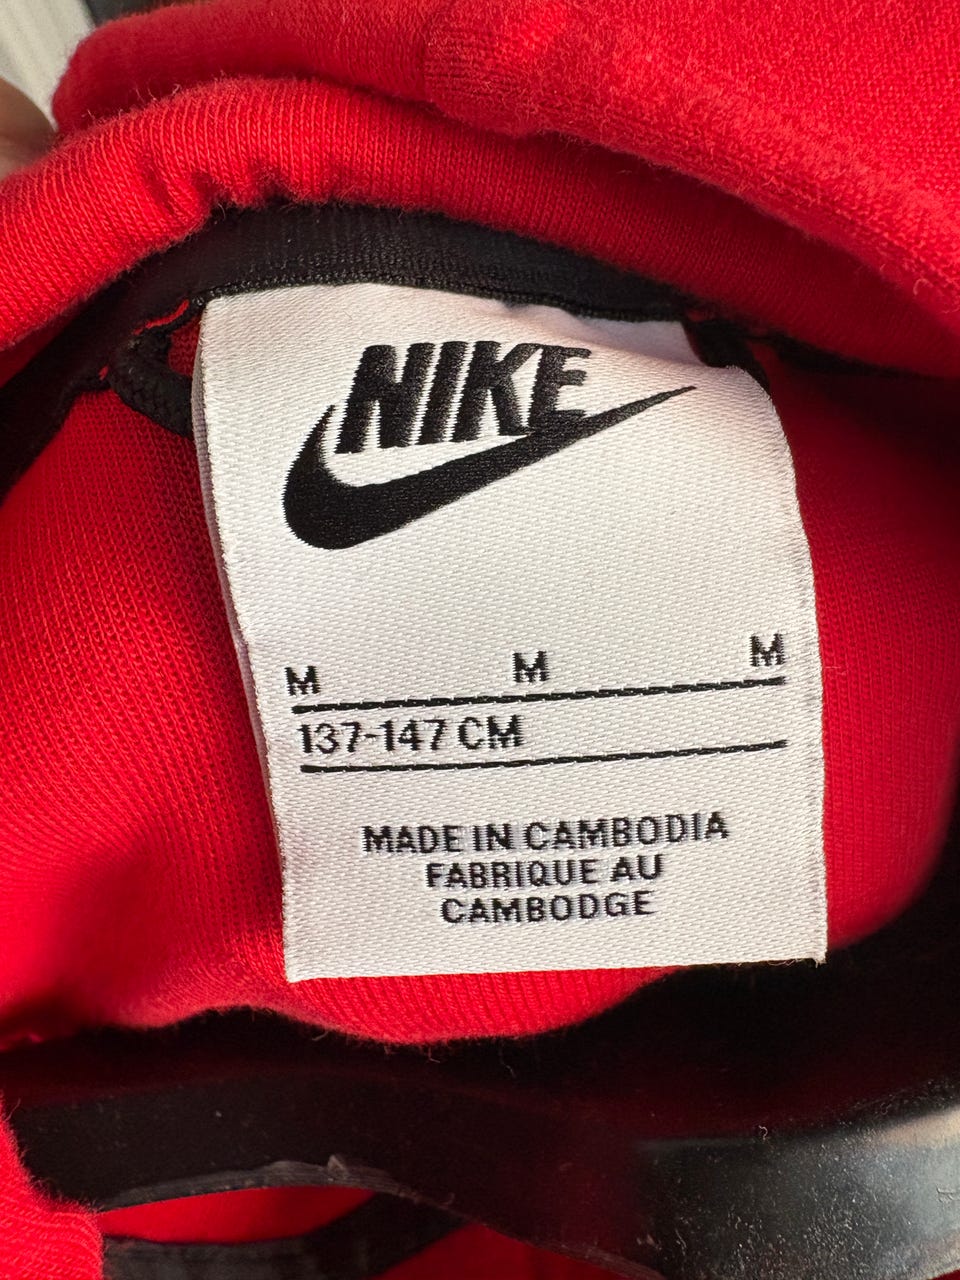 NIKE
M M M
137-147 CM
MADE IN CAMBODIA
FABRIQUE AU
CAMBODGE